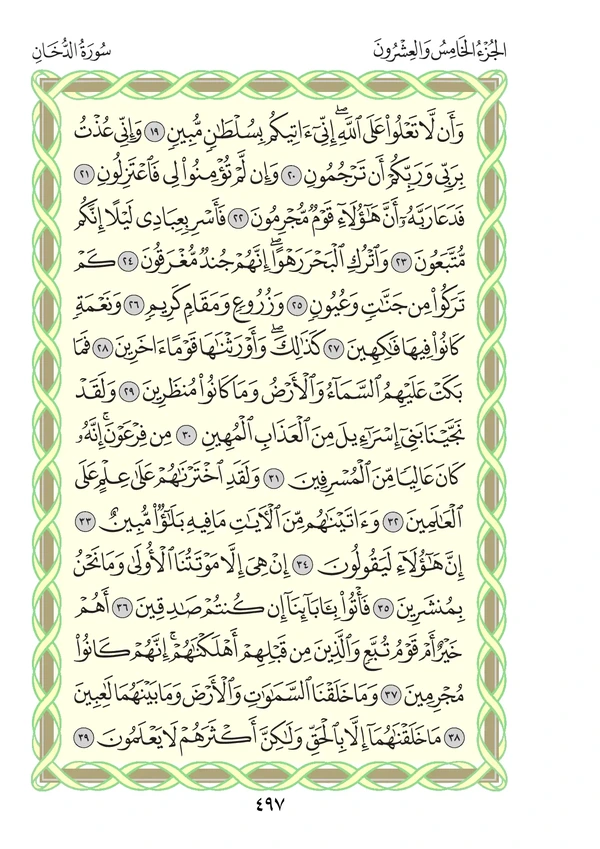 الجُزْءُ الخَامِسُ وَالعِشْرُونَ
سُورَةُ الدُّخَانِ
وَأَن لَّا تَعْلُوا۟ عَلَى ٱللَّهِ ۖ إِنِّىٓ ءَاتِيكُم بِسُلْطَـٰنٍ مُّبِينٍ ١٩ وَإِنِّى عُذْتُ
بِرَبِّى وَرَبِّكُمْ أَن تَرْجُمُونِ ٢٠ وَإِن لَّمْ تُؤْمِنُوا۟ لِى فَٱعْتَزِلُونِ ٢١
فَدَعَا رَبَّهُۥٓ أَنَّ هَـٰٓؤُلَآءِ قَوْمٌ مُّجْرِمُونَ ٢٢ فَأَسْرِ بِعِبَادِى لَيْلًا إِنَّكُم
مُّتَّبَعُونَ ٢٣ وَٱتْرُكِ ٱلْبَحْرَ رَهْوًا ۖ إِنَّهُمْ جُندٌ مُّغْرَقُونَ ٢٤ كَمْ
تَرَكُوا۟ مِن جَنَّـٰتٍ وَعُيُونٍ ٢٥ وَزُرُوعٍ وَمَقَامٍ كَرِيمٍ ٢٦ وَنَعْمَةٍ
كَانُوا۟ فِيهَا فَـٰكِهِينَ ٢٧ كَذَٰلِكَ ۖ وَأَوْرَثْنَـٰهَا قَوْمًا ءَاخَرِينَ ٢٨ فَمَا
بَكَتْ عَلَيْهِمُ ٱلسَّمَآءُ وَٱلْأَرْضُ وَمَا كَانُوا۟ مُنظَرِينَ ٢٩ وَلَقَدْ
نَجَّيْنَا بَنِىٓ إِسْرَٰٓءِيلَ مِنَ ٱلْعَذَابِ ٱلْمُهِينِ ٣٠ مِن فِرْعَوْنَ ۚ إِنَّهُۥ
كَانَ عَالِيًا مِّنَ ٱلْمُسْرِفِينَ ٣١ وَلَقَدِ ٱخْتَرْنَـٰهُمْ عَلَىٰ عِلْمٍ عَلَى
ٱلْعَـٰلَمِينَ ٣٢ وَءَاتَيْنَـٰهُم مِّنَ ٱلْـَٔايَـٰتِ مَا فِيهِ بَلَـٰٓؤٌا۟ مُّبِينٌ ٣٣
إِنَّ هَـٰٓؤُلَآءِ لَيَقُولُونَ ٣٤ إِنْ هِىَ إِلَّا مَوْتَتُنَا ٱلْأُولَىٰ وَمَا نَحْنُ
بِمُنشَرِينَ ٣٥ فَأْتُوا۟ بِـَٔابَآئِنَآ إِن كُنتُمْ صَـٰدِقِينَ ٣٦ أَهُمْ
خَيْرٌ أَمْ قَوْمُ تُبَّعٍ وَٱلَّذِينَ مِن قَبْلِهِمْ ۚ أَهْلَكْنَـٰهُمْ ۖ إِنَّهُمْ كَانُوا۟
مُجْرِمِينَ ٣٧ وَمَا خَلَقْنَا ٱلسَّمَـٰوَٰتِ وَٱلْأَرْضَ وَمَا بَيْنَهُمَا لَـٰعِبِينَ
٣٨ مَا خَلَقْنَـٰهُمَآ إِلَّا بِٱلْحَقِّ وَلَـٰكِنَّ أَكْثَرَهُمْ لَا يَعْلَمُونَ ٣٩
٤٩٧